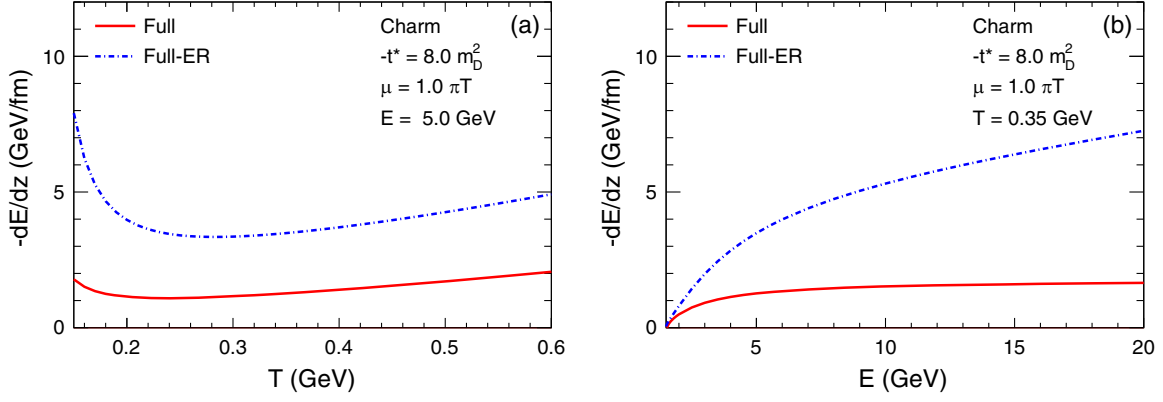 Full
Full-ER
Charm
-t* = 8.0 m_D^2
μ = 1.0 πT
E = 5.0 GeV
(a)
-dE/dz (GeV/fm)
0
5
10
0.2
0.3
0.4
0.5
0.6
T (GeV)
Full
Full-ER
Charm
-t* = 8.0 m_D^2
μ = 1.0 πT
T = 0.35 GeV
(b)
-dE/dz (GeV/fm)
0
5
10
5
10
15
20
E (GeV)